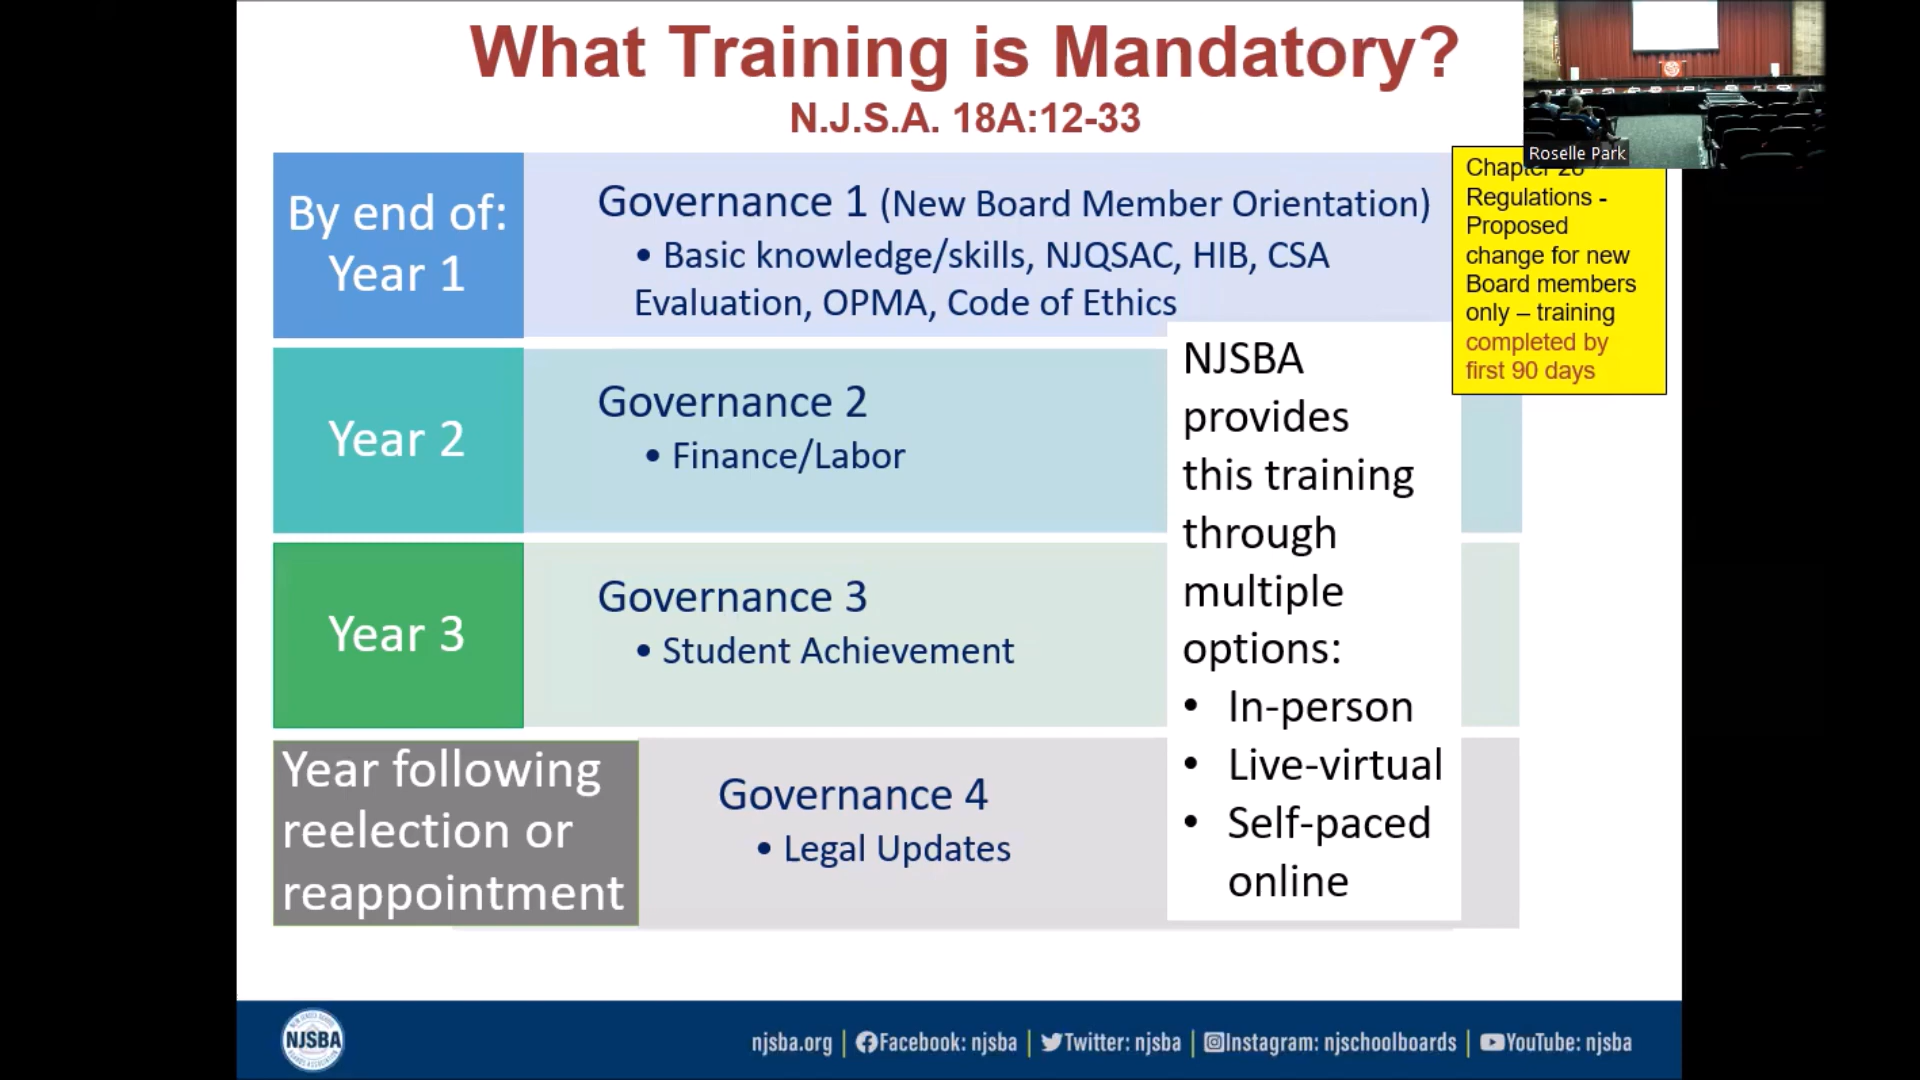 What Training is Mandatory?
N.J.S.A. 18A:12-33
Roselle Park
By end of:
Year 1
Governance 1 (New Board Member Orientation)
• Basic knowledge/skills, NJQSAC, HIB, CSA
Evaluation, OPMA, Code of Ethics
Regulations -
Proposed
change for new
Board members
only – training
completed by
first 90 days
Year 2
Governance 2
• Finance/Labor
Year 3
Governance 3
• Student Achievement
Year following
reelection or
reappointment
Governance 4
• Legal Updates
NJSBA
provides
this training
through
multiple
options:
• In-person
• Live-virtual
• Self-paced
online
NJSBA
njsba.org | Facebook: njsba | Twitter: njsba | Instagram: njschoolboards | YouTube: njsba